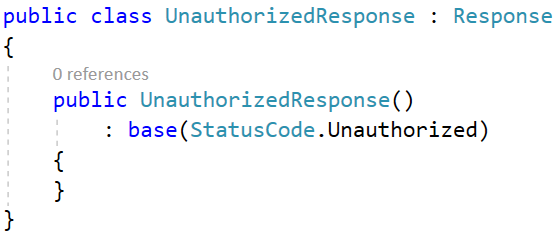 public class UnauthorizedResponse : Response
{
0 references
public UnauthorizedResponse()
: base(StatusCode.Unauthorized)
{
}
}